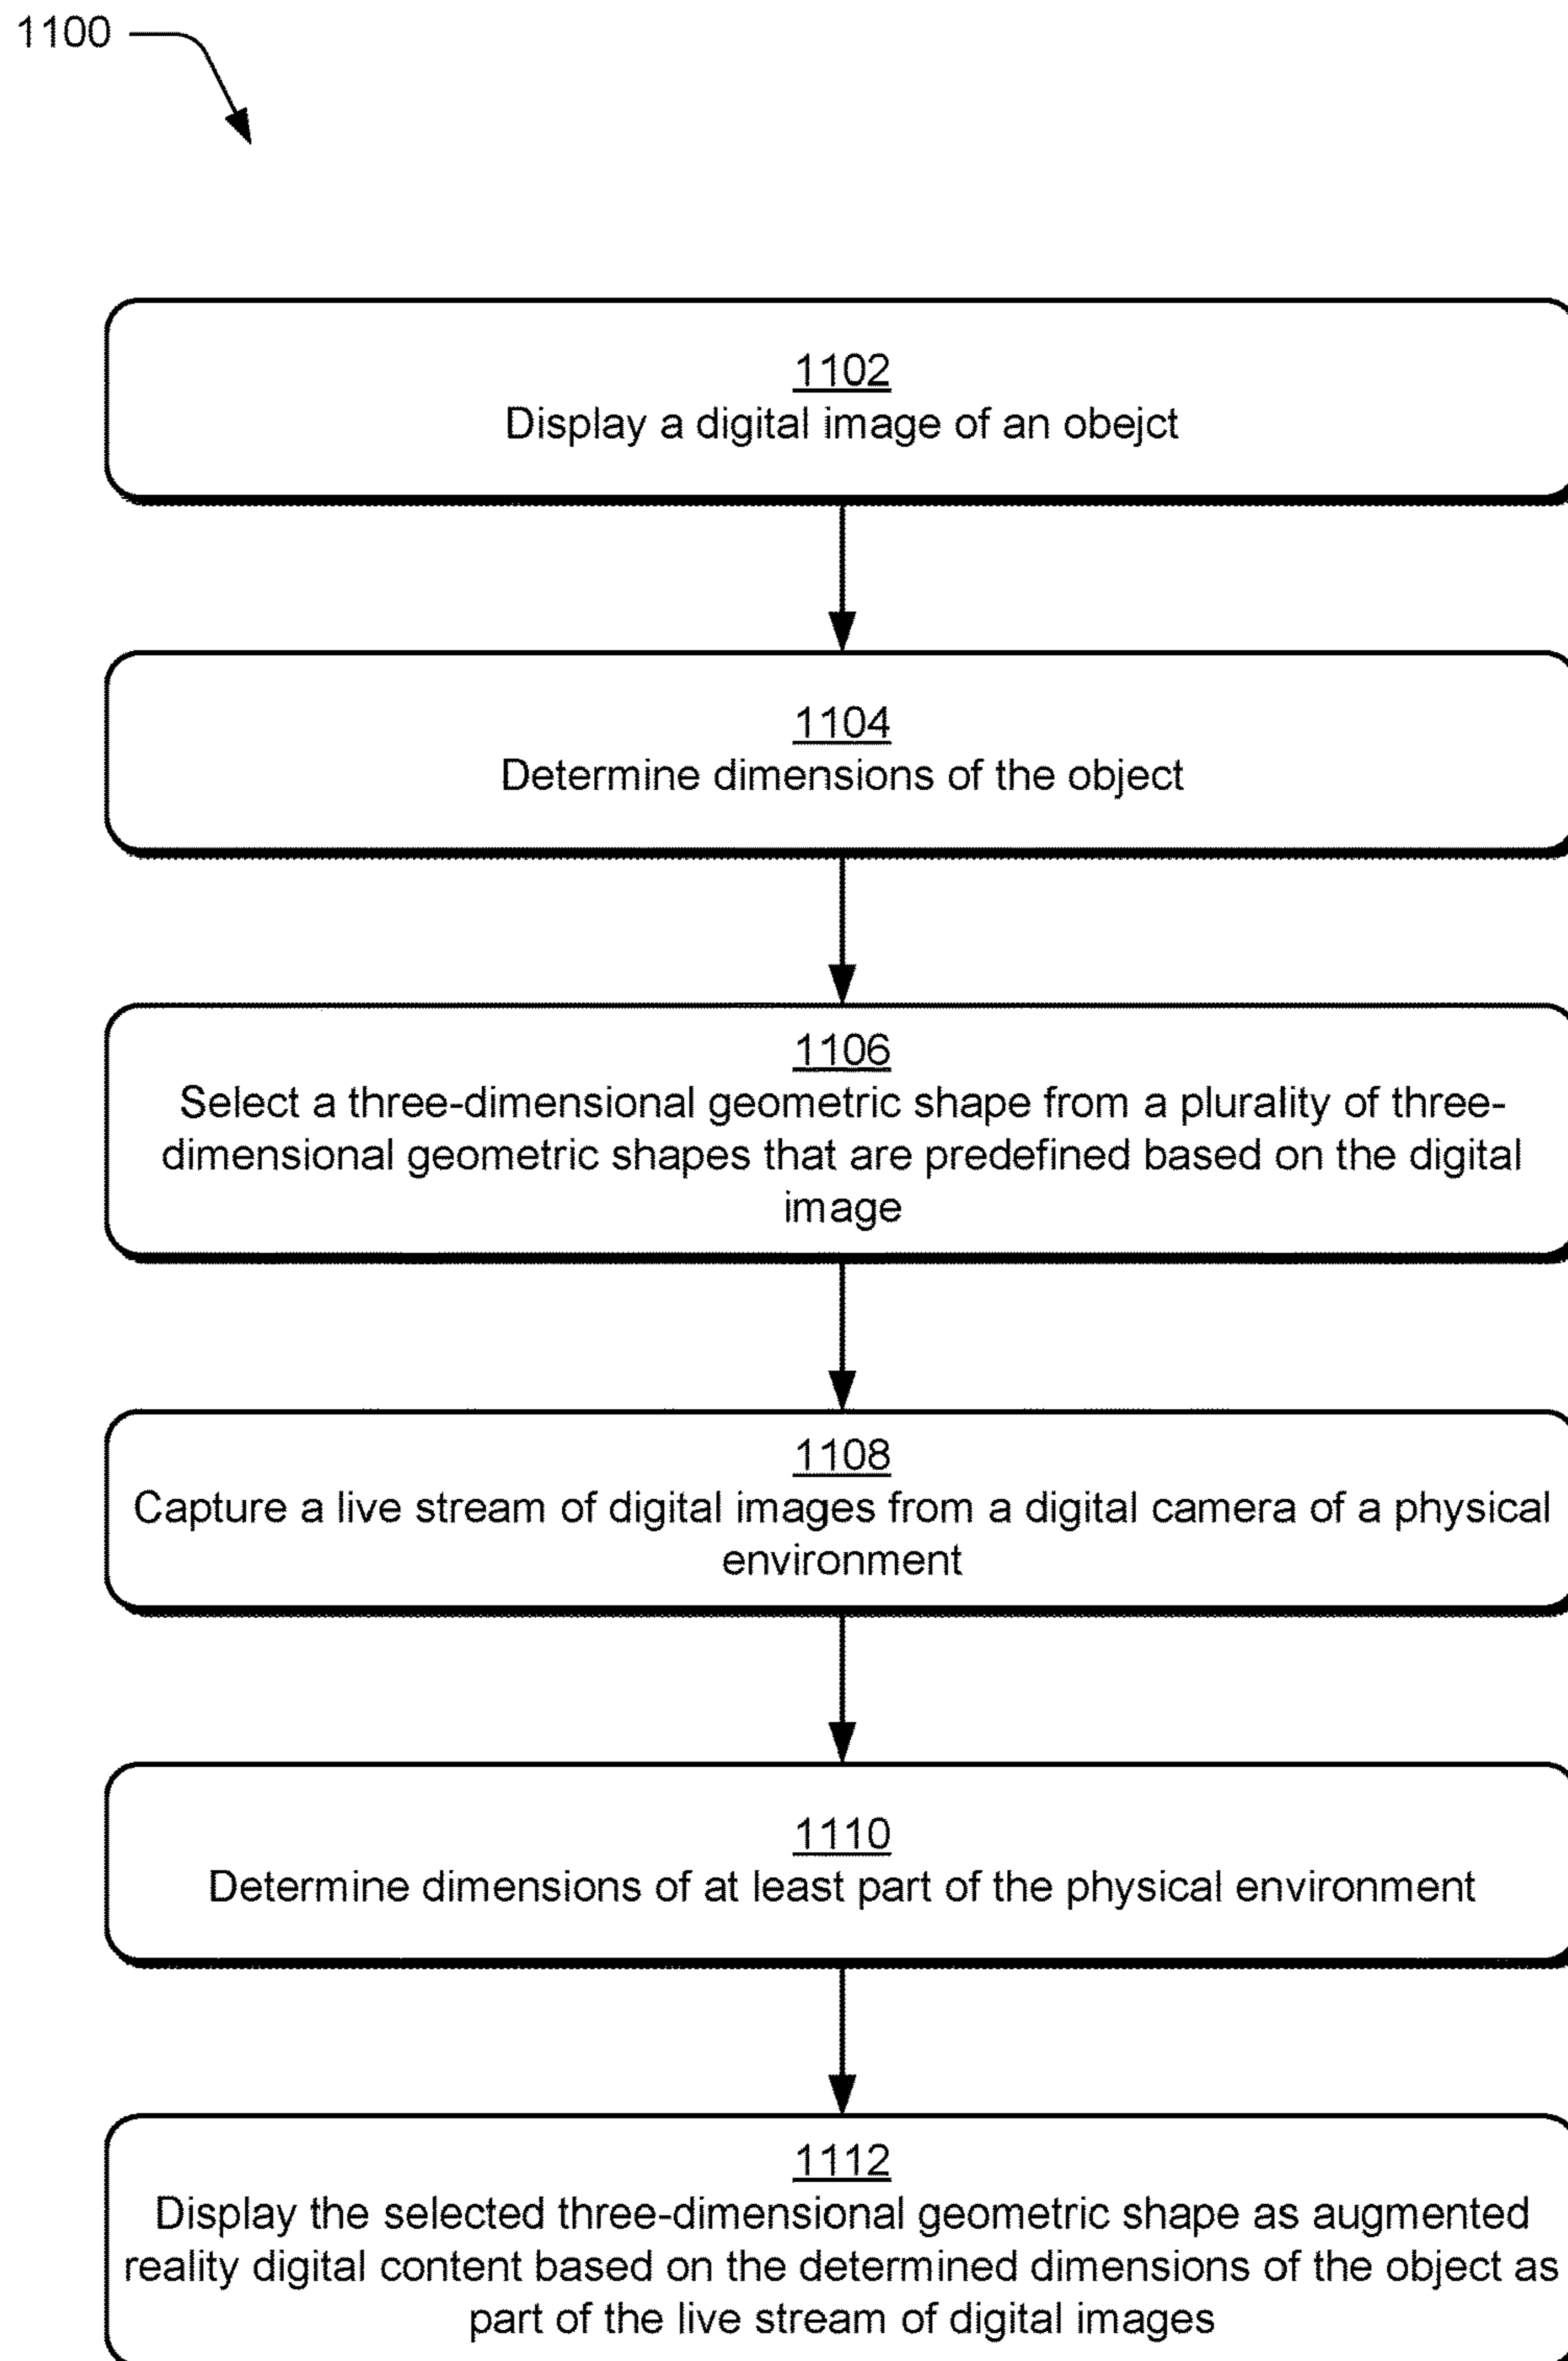 1100
1102
Display a digital image of an obejct
1104
Determine dimensions of the object
1106
Select a three-dimensional geometric shape from a plurality of three-
dimensional geometric shapes that are predefined based on the digital
image
1108
Capture a live stream of digital images from a digital camera of a physical
environment
1110
Determine dimensions of at least part of the physical environment
1112
Display the selected three-dimensional geometric shape as augmented
reality digital content based on the determined dimensions of the object as
part of the live stream of digital images